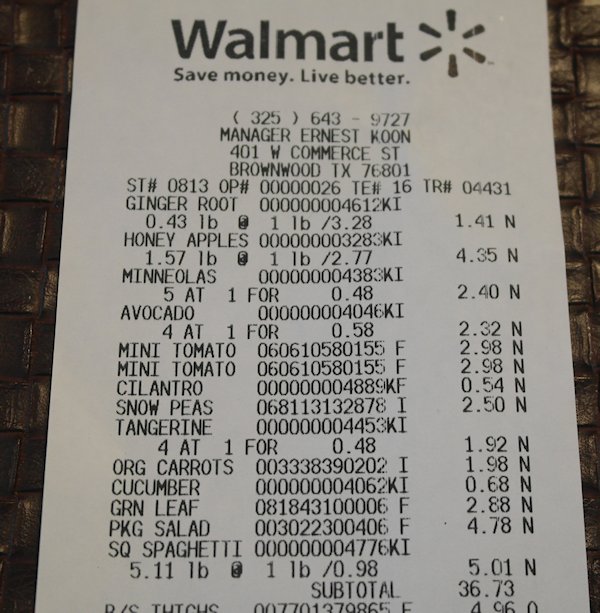 Walmart
Save money. Live better.
( 325 ) 643 - 9727
MANAGER ERNEST KOON
401 W COMMERCE ST
BROWNWOOD TX 76801
ST# 0813 OP# 00000026 TE# 16 TR# 04431
GINGER ROOT 000000004612KI
0.43 lb @ 1 lb /3.28 1.41 N
HONEY APPLES 000000003283KI
1.57 lb @ 1 lb /2.77 4.35 N
MINNEOLAS 000000004383KI
5 AT 1 FOR 0.48 2.40 N
AVOCADO 000000004046KI
4 AT 1 FOR 0.58 2.32 N
MINI TOMATO 060610580155 F 2.98 N
MINI TOMATO 060610580155 F 2.98 N
CILANTRO 000000004889KF 0.54 N
SNOW PEAS 068113132878 I 2.50 N
TANGERINE 000000004453KI
4 AT 1 FOR 0.48 1.92 N
ORG CARROTS 003338390202 I 1.98 N
CUCUMBER 000000004062KI 0.68 N
GRN LEAF 081843100006 F 2.88 N
PKG SALAD 003022300406 F 4.78 N
SQ SPAGHETTI 000000004776KI
5.11 lb @ 1 lb /0.98 5.01 N
SUBTOTAL 36.73
B/S THIGHS 007701379865 F 4.96 O